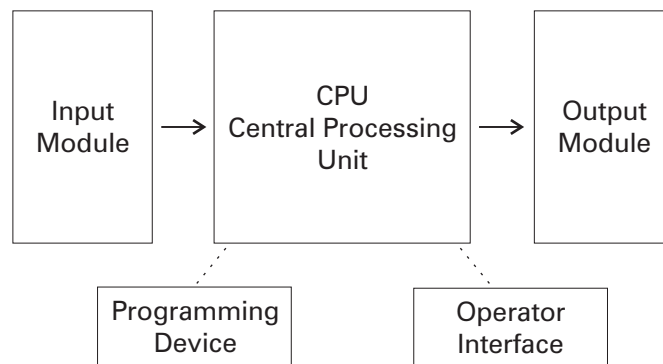 Input
Module
CPU
Central Processing
Unit
Output
Module
Programming
Device
Operator
Interface